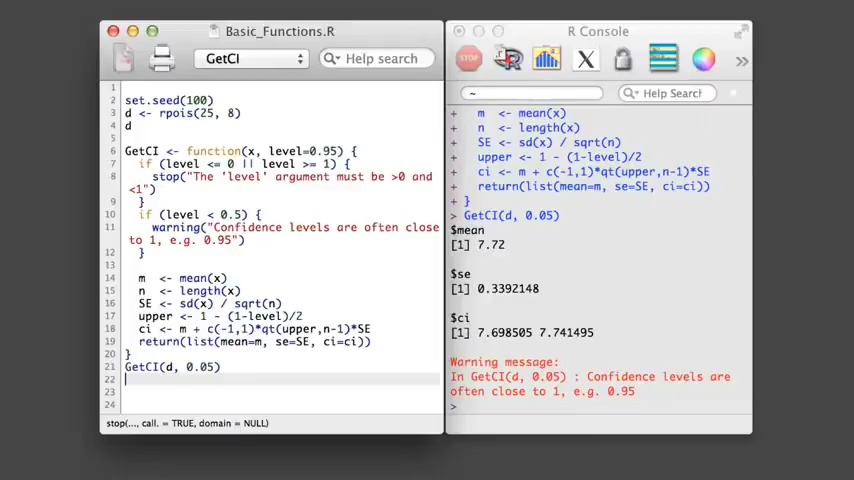 Basic_Functions.R
GetCI
Help search
1
2 set.seed(100)
3 d <- rpois(25, 8)
4 d
5
6 GetCI <- function(x, level=0.95) {
7 if (level <= 0 || level >= 1) {
8 stop("The 'level' argument must be >0 and
<1")
9 }
10 if (level < 0.5) {
11 warning("Confidence levels are often close
to 1, e.g. 0.95")
12 }
13
14 m <- mean(x)
15 n <- length(x)
16 SE <- sd(x) / sqrt(n)
17 upper <- 1 - (1-level)/2
18 ci <- m + c(-1,1)*qt(upper,n-1)*SE
19 return(list(mean=m, se=SE, ci=ci))
20 }
21 GetCI(d, 0.05)
22
23
24
stop(..., call. = TRUE, domain = NULL)
R Console
STOP
R
X
»
~
Help Search
+ m <- mean(x)
+ n <- length(x)
+ SE <- sd(x) / sqrt(n)
+ upper <- 1 - (1-level)/2
+ ci <- m + c(-1,1)*qt(upper,n-1)*SE
+ return(list(mean=m, se=SE, ci=ci))
+ }
> GetCI(d, 0.05)
$mean
[1] 7.72
$se
[1] 0.3392148
$ci
[1] 7.698505 7.741495
Warning message:
In GetCI(d, 0.05) : Confidence levels are
often close to 1, e.g. 0.95
>